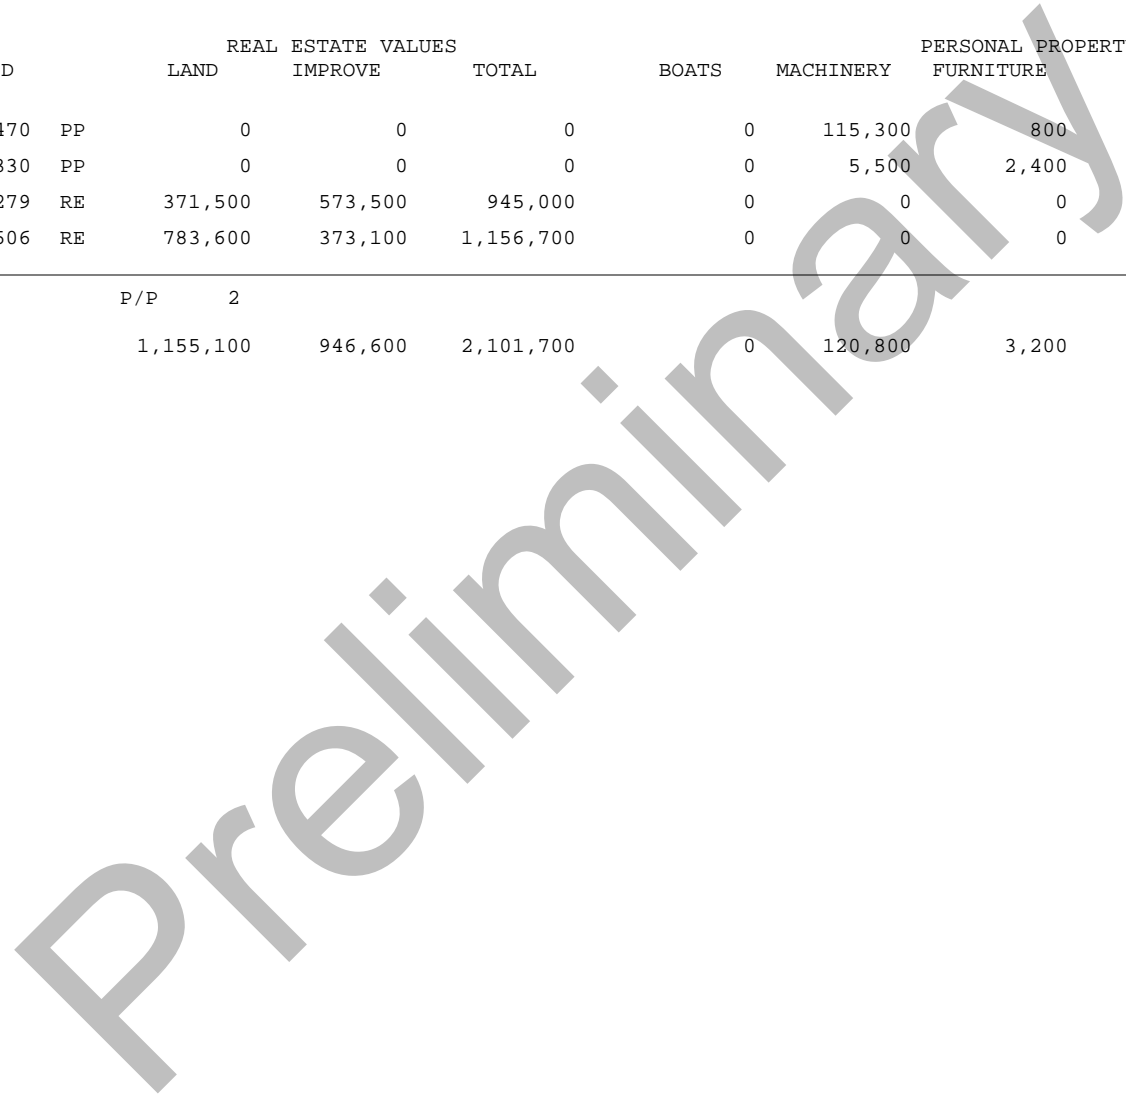 REAL ESTATE VALUES PERSONAL PROPERT
D LAND IMPROVE TOTAL BOATS MACHINERY FURNITURE
470 PP 0 0 0 0 115,300 800
330 PP 0 0 0 0 5,500 2,400
279 RE 371,500 573,500 945,000 0 0 0
506 RE 783,600 373,100 1,156,700 0 0 0
P/P 2
1,155,100 946,600 2,101,700 0 120,800 3,200
Preliminary